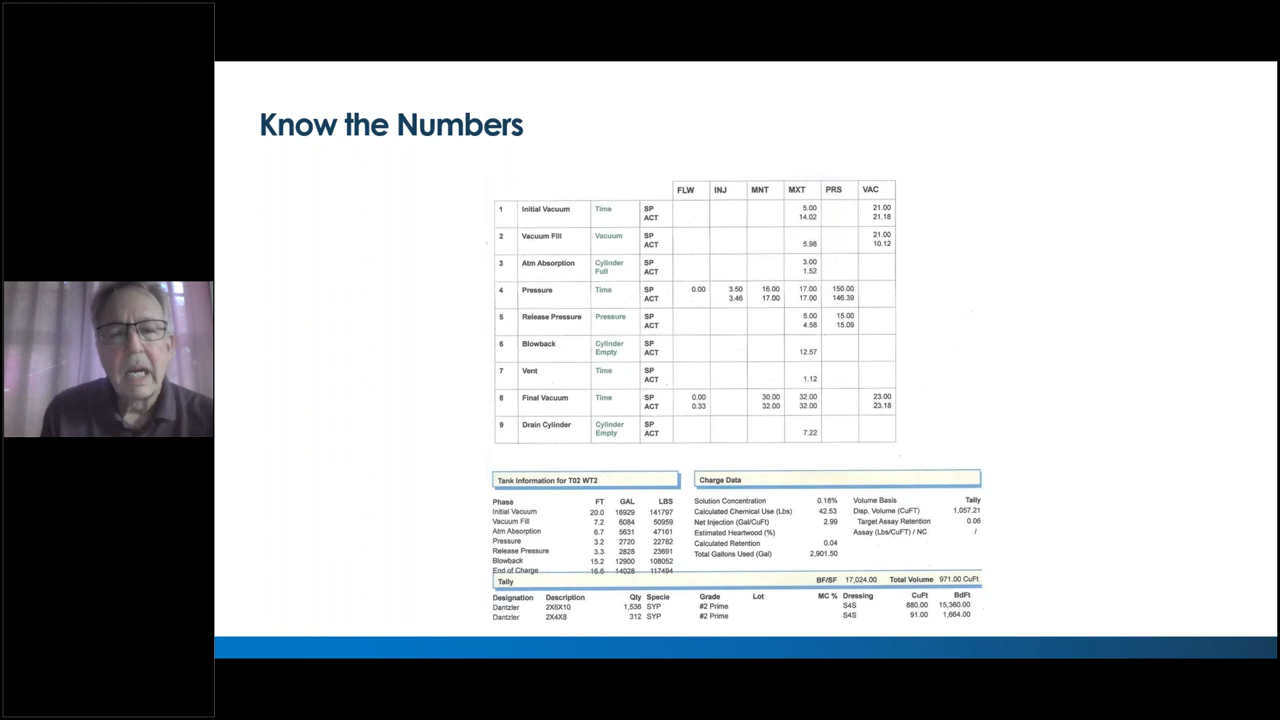 Know the Numbers
FLW INJ MNT MXT PRS VAC
1 Initial Vacuum Time SP 5.00 21.00
ACT 14.02 21.18
2 Vacuum Fill Vacuum SP 21.00
ACT 5.98 10.12
3 Atm Absorption Cylinder Full SP 3.00
ACT 1.52
4 Pressure Time SP 0.00 3.50 16.00 17.00 150.00
ACT 3.46 17.00 17.00 146.39
5 Release Pressure Pressure SP 5.00 15.00
ACT 4.58 15.09
6 Blowback Cylinder Empty SP
ACT 12.57
7 Vent Time SP
ACT 1.12
8 Final Vacuum Time SP 0.00 30.00 32.00 23.00
ACT 0.33 32.00 32.00 23.18
9 Drain Cylinder Cylinder Empty SP
ACT 7.22
Tank Information for T02 WT2
Phase FT GAL LBS
Initial Vacuum 20.0 16929 141797
Vacuum Fill 7.2 6084 50959
Atm Absorption 6.7 5631 47161
Pressure 3.2 2720 22782
Release Pressure 3.3 2828 23691
Blowback 15.2 12900 108052
End of Charge 16.6 14028 117494
Charge Data
Solution Concentration 0.18% Volume Basis Tally
Calculated Chemical Use (Lbs) 42.53 Disp. Volume (CuFT) 1,057.21
Net Injection (Gal/CuFt) 2.99 Target Assay Retention 0.06
Estimated Heartwood (%) Assay (Lbs/CuFT) / NC /
Calculated Retention 0.04
Total Gallons Used (Gal) 2,901.50
Tally BF/SF 17,024.00 Total Volume 971.00 CuFt
Designation Description Qty Specie Grade Lot MC % Dressing CuFt BdFt
Dantzler 2X6X10 1,536 SYP #2 Prime S4S 880.00 15,360.00
Dantzler 2X4X8 312 SYP #2 Prime S4S 91.00 1,664.00